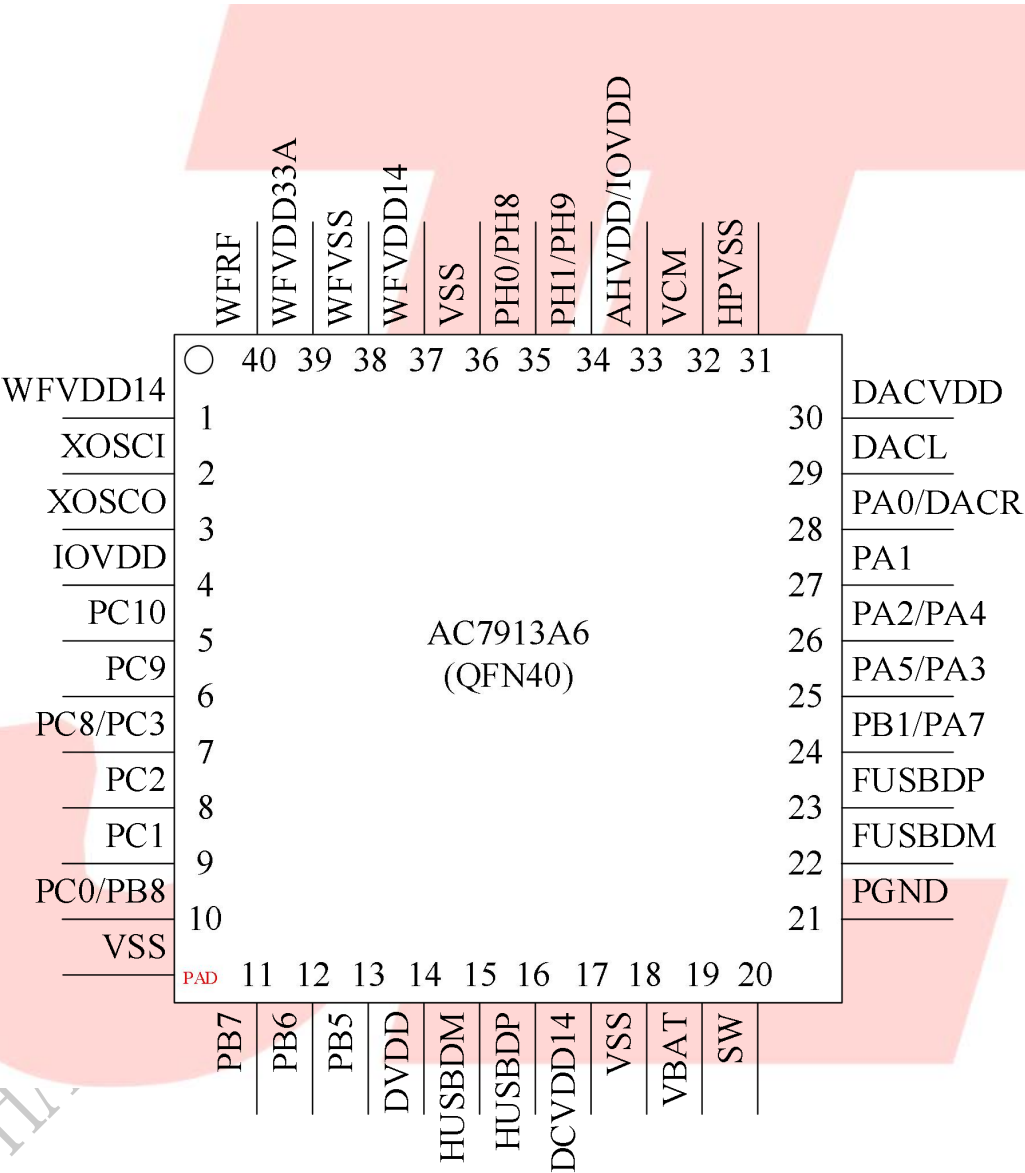 WFRF
WFVDD33A
WFVSS
WFVDD14
VSS
PH0/PH8
PH1/PH9
AHVDD/IOVDD
VCM
HPVSS
40 39 38 37 36 35 34 33 32 31
WFVDD14 1
XOSCI 2
XOSCO 3
IOVDD 4
PC10 5
PC9 6
PC8/PC3 7
PC2 8
PC1 9
PC0/PB8 10
VSS PAD
AC7913A6
(QFN40)
30 DACVDD
29 DACL
28 PA0/DACR
27 PA1
26 PA2/PA4
25 PA5/PA3
24 PB1/PA7
23 FUSBDP
22 FUSBDM
21 PGND
11 12 13 14 15 16 17 18 19 20
PB7
PB6
PB5
DVDD
HUSBDM
HUSBDP
DCVDD14
VSS
VBAT
SW